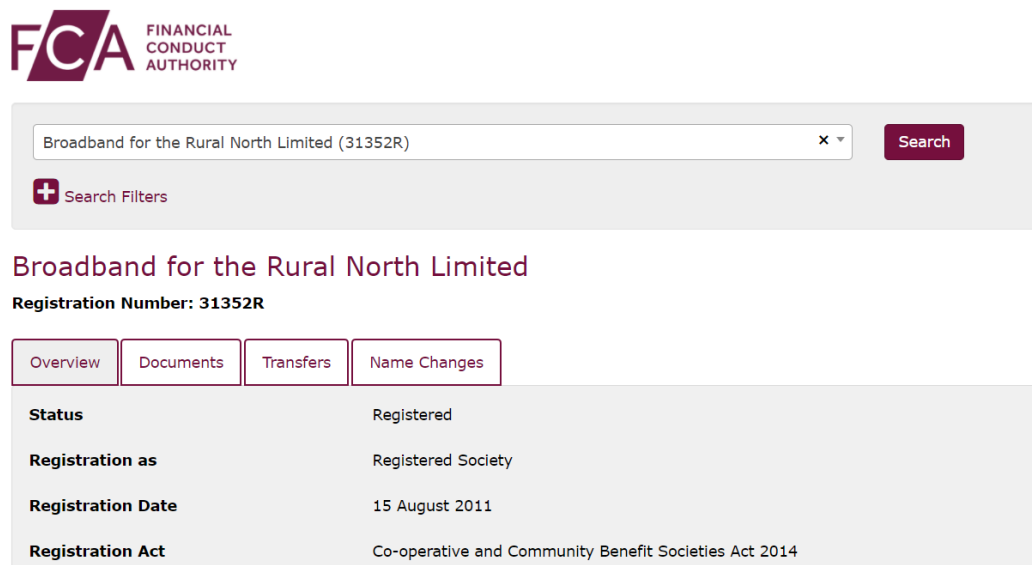 FCA FINANCIAL
CONDUCT
AUTHORITY
Broadband for the Rural North Limited (31352R) ×
Search
Search Filters
Broadband for the Rural North Limited
Registration Number: 31352R
Overview Documents Transfers Name Changes
Status Registered
Registration as Registered Society
Registration Date 15 August 2011
Registration Act Co-operative and Community Benefit Societies Act 2014